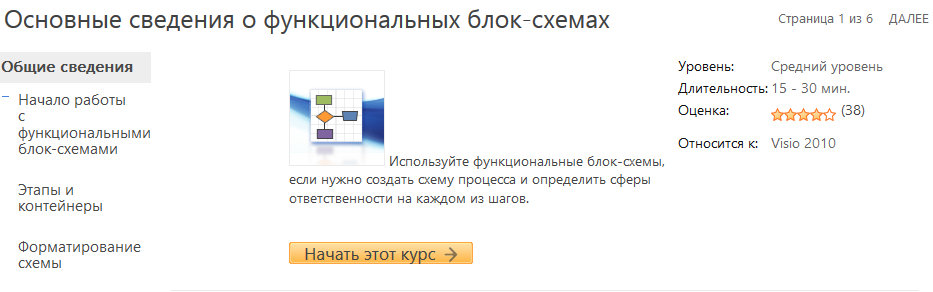 Основные сведения о функциональных блок-схемах
Страница 1 из 6 ДАЛЕЕ
Общие сведения
Начало работы
с
функциональными
блок-схемами
Этапы и
контейнеры
Форматирование
схемы
Используйте функциональные блок-схемы,
если нужно создать схему процесса и определить сферы
ответственности на каждом из шагов.
Начать этот курс
Уровень: Средний уровень
Длительность: 15 - 30 мин.
Оценка: (38)
Относится к: Visio 2010